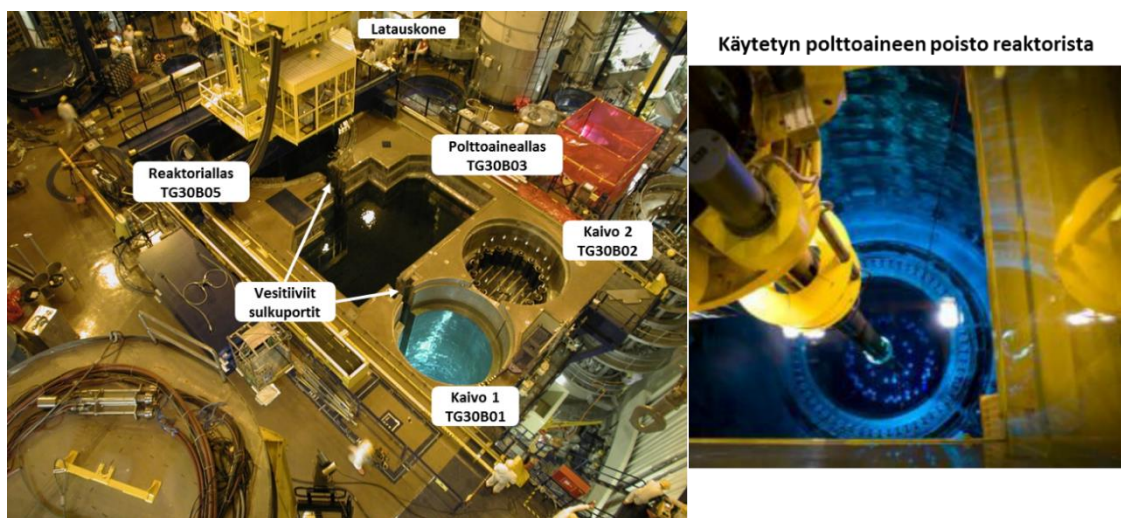 Latauskone
Käytetyn polttoaineen poisto reaktorista
Polttoaineallas
TG30B03
Reaktoriallas
TG30B05
Kaivo 2
TG30B02
Vesitiiviit
sulkuportit
Kaivo 1
TG30B01